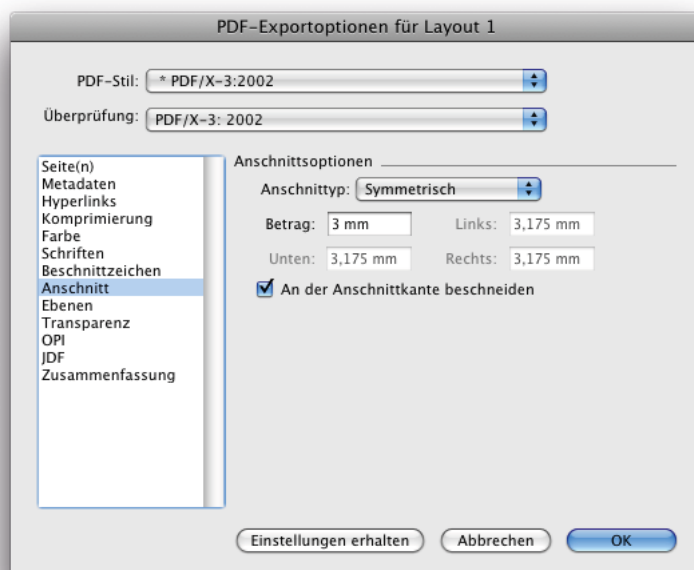 PDF-Exportoptionen für Layout 1
PDF-Stil: * PDF/X-3:2002
Überprüfung: PDF/X-3: 2002
Seite(n)
Metadaten
Hyperlinks
Komprimierung
Farbe
Schriften
Beschnittzeichen
Anschnitt
Ebenen
Transparenz
OPI
JDF
Zusammenfassung
Anschnittsoptionen
Anschnittyp: Symmetrisch
Betrag: 3 mm Links: 3,175 mm
Unten: 3,175 mm Rechts: 3,175 mm
An der Anschnittkante beschneiden
Einstellungen erhalten Abbrechen OK